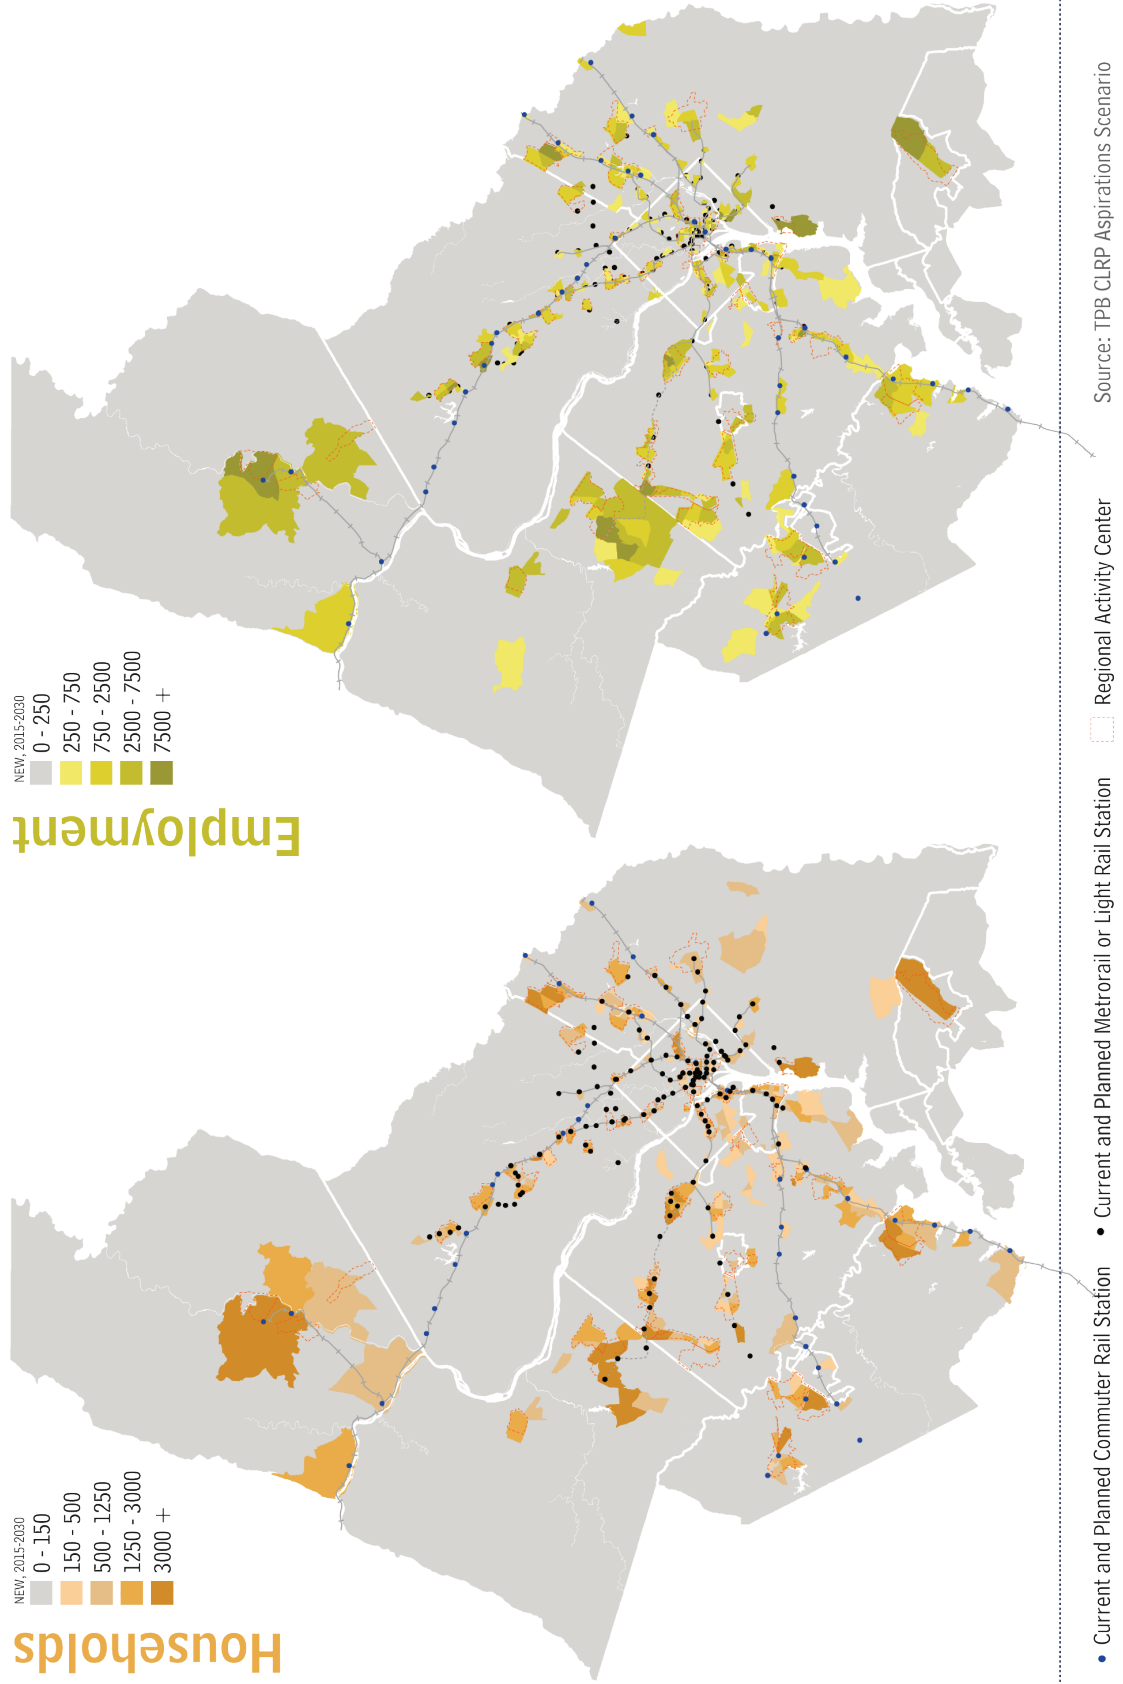 Households
NEW, 2015-2030
0 - 150
150 - 500
500 - 1250
1250 - 3000
3000 +
Employment
NEW, 2015-2030
0 - 250
250 - 750
750 - 2500
2500 - 7500
7500 +
Current and Planned Commuter Rail Station
Current and Planned Metrorail or Light Rail Station
Regional Activity Center
Source: TPB CLRP Aspirations Scenario